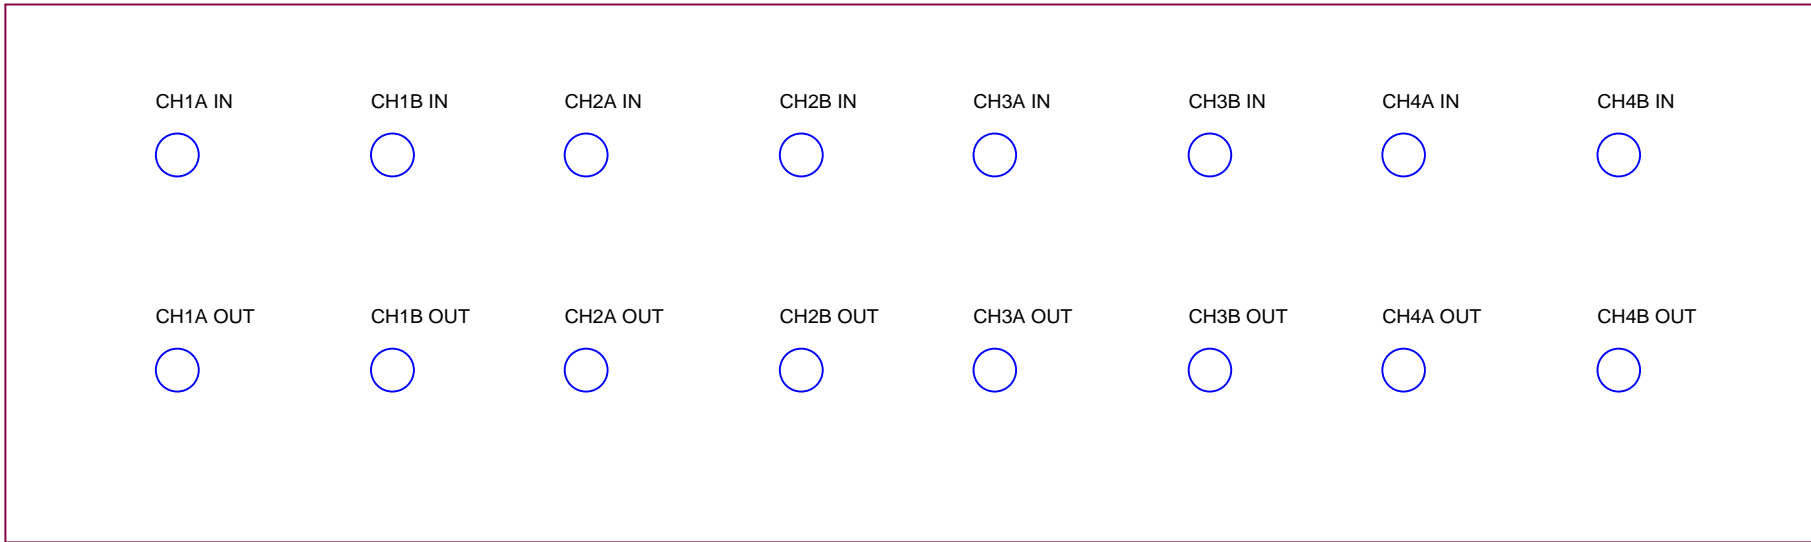 CH1A IN CH1B IN CH2A IN CH2B IN CH3A IN CH3B IN CH4A IN CH4B IN
CH1A OUT CH1B OUT CH2A OUT CH2B OUT CH3A OUT CH3B OUT CH4A OUT CH4B OUT